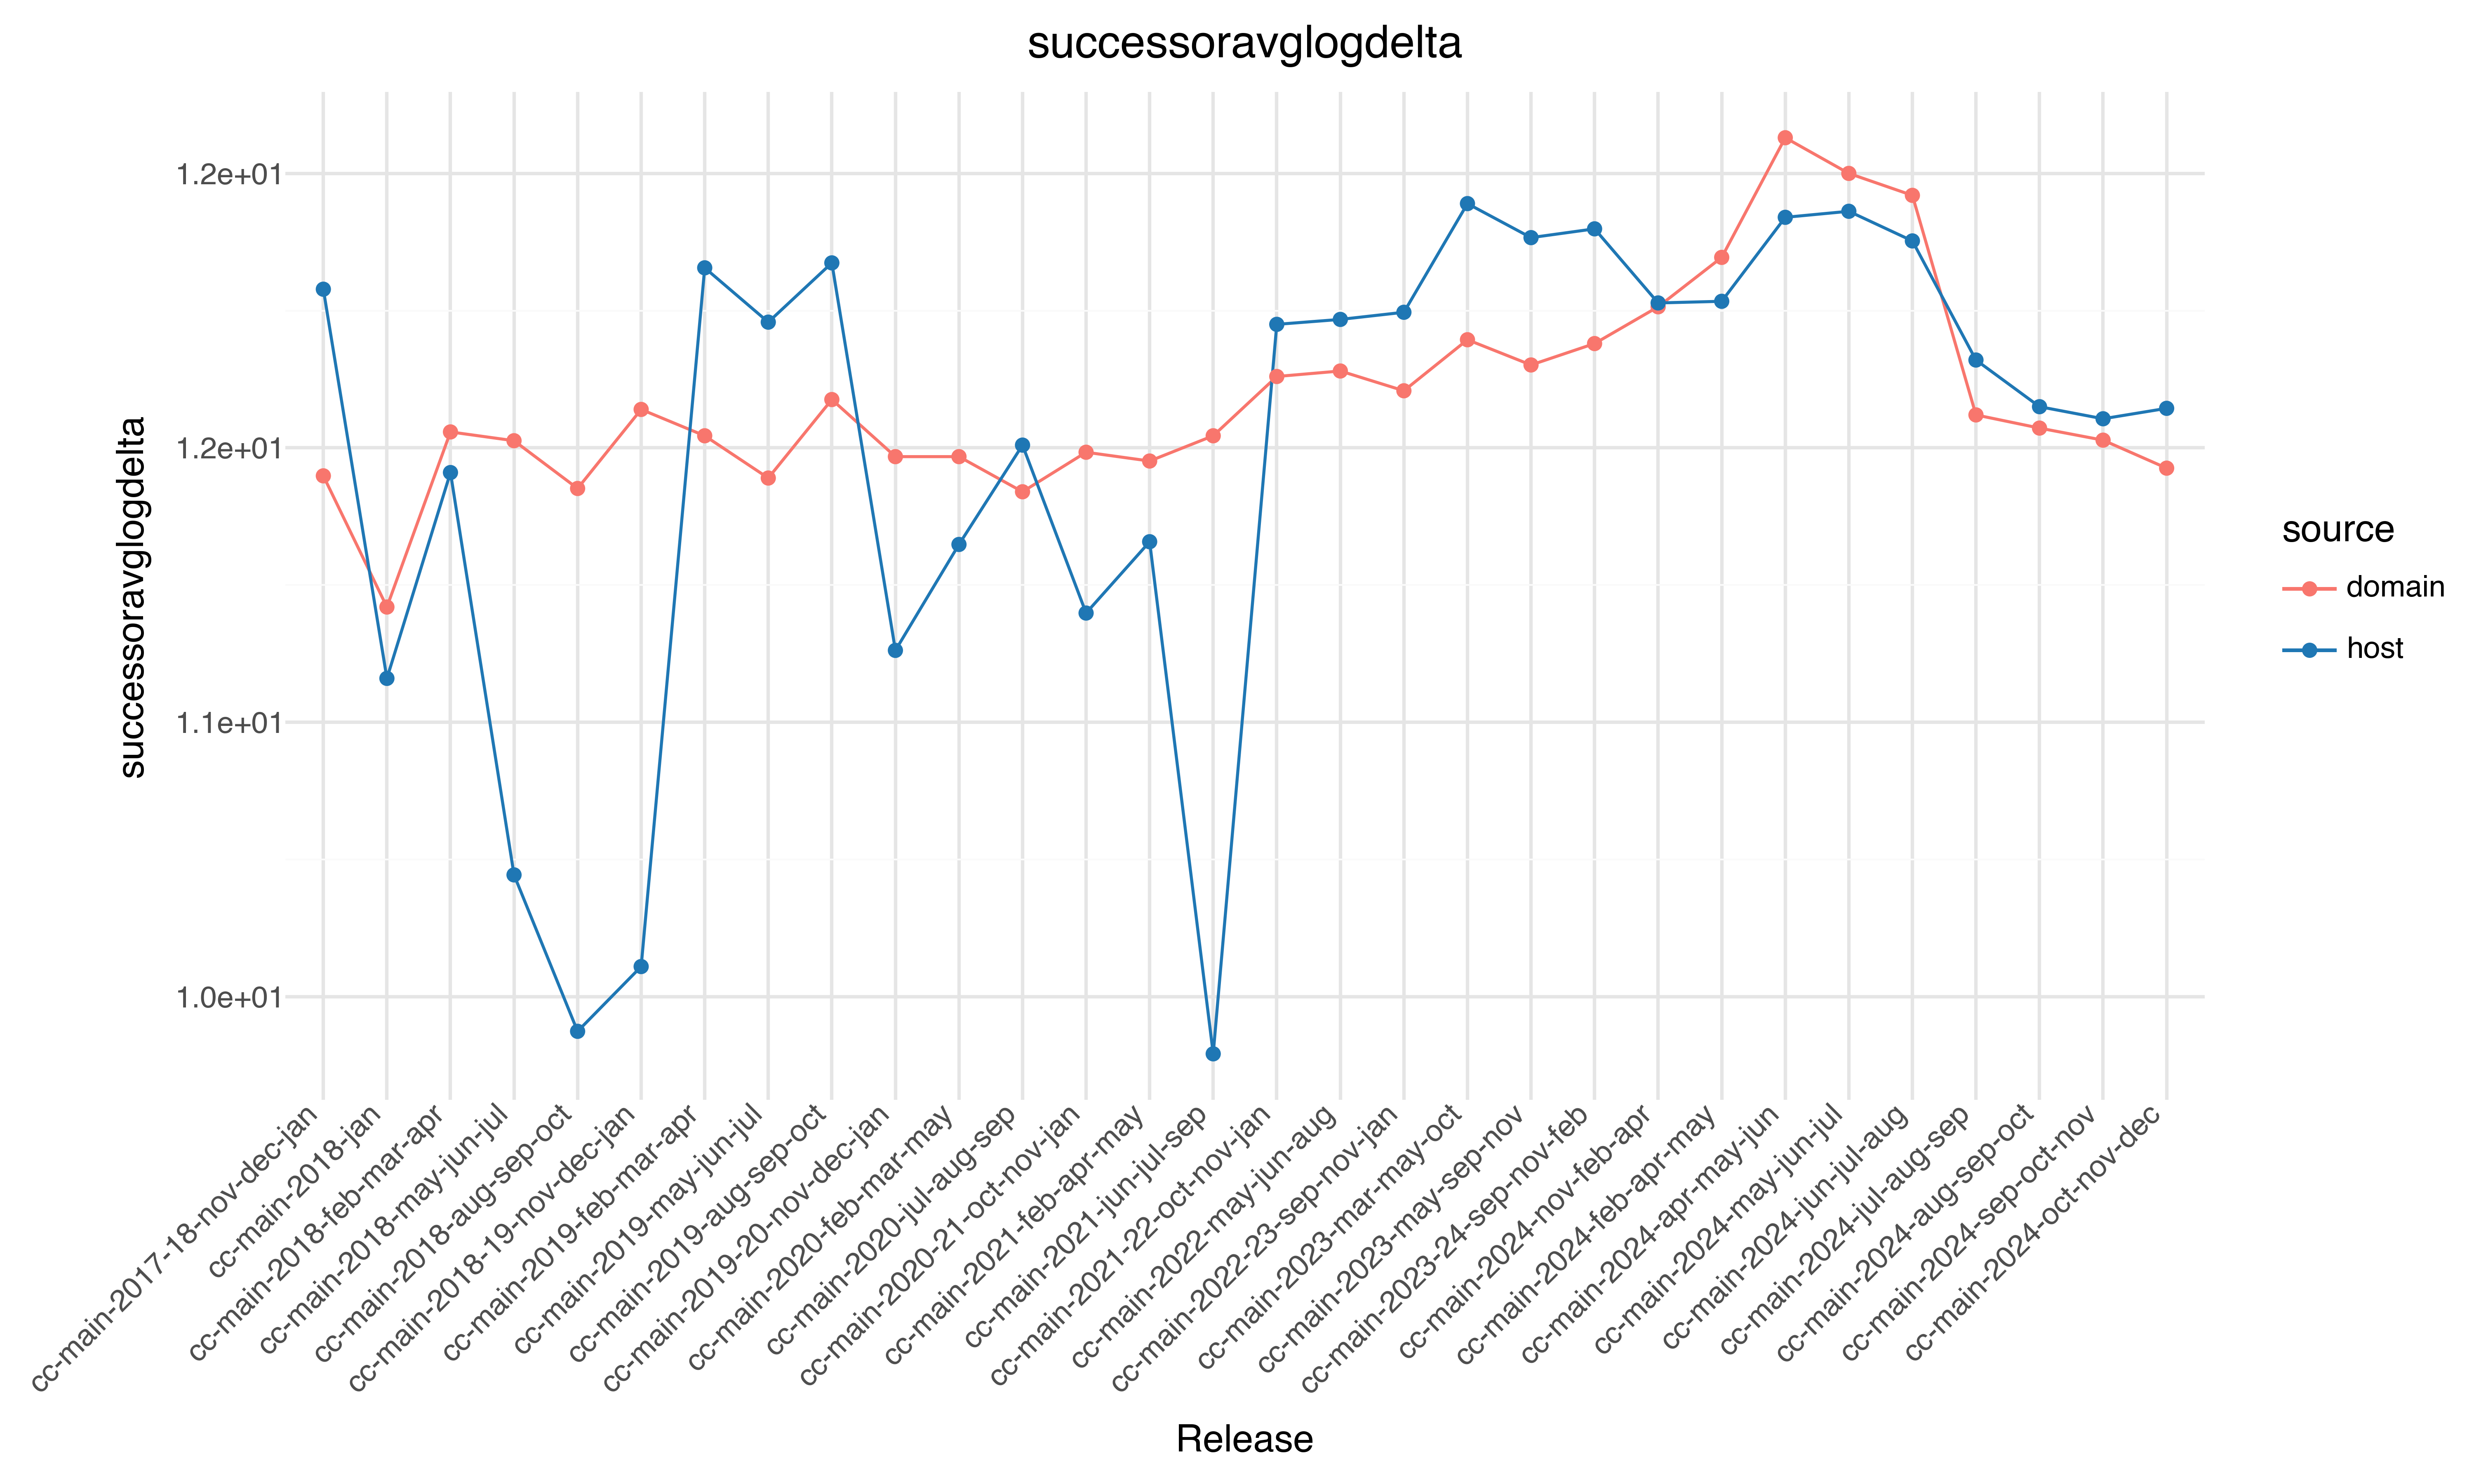 successoravglogdelta
successoravglogdelta
1.2e+01
1.2e+01
1.1e+01
1.0e+01
cc-main-2017-18-nov-dec-jan
cc-main-2018-jan
cc-main-2018-feb-mar-apr
cc-main-2018-may-jun-jul
cc-main-2018-aug-sep-oct
cc-main-2018-19-nov-dec-jan
cc-main-2019-feb-mar-apr
cc-main-2019-may-jun-jul
cc-main-2019-aug-sep-oct
cc-main-2019-20-nov-dec-jan
cc-main-2020-feb-mar-may
cc-main-2020-jul-aug-sep
cc-main-2020-21-oct-nov-jan
cc-main-2021-feb-apr-may
cc-main-2021-jun-jul-sep
cc-main-2021-22-oct-nov-jan
cc-main-2022-may-jun-aug
cc-main-2022-23-sep-nov-jan
cc-main-2023-mar-may-oct
cc-main-2023-may-sep-nov
cc-main-2023-24-sep-nov-feb
cc-main-2024-nov-feb-apr
cc-main-2024-feb-apr-may
cc-main-2024-apr-may-jun
cc-main-2024-may-jun-jul
cc-main-2024-jun-jul-aug
cc-main-2024-jul-aug-sep
cc-main-2024-aug-sep-oct
cc-main-2024-sep-oct-nov
cc-main-2024-oct-nov-dec
Release
source
domain
host